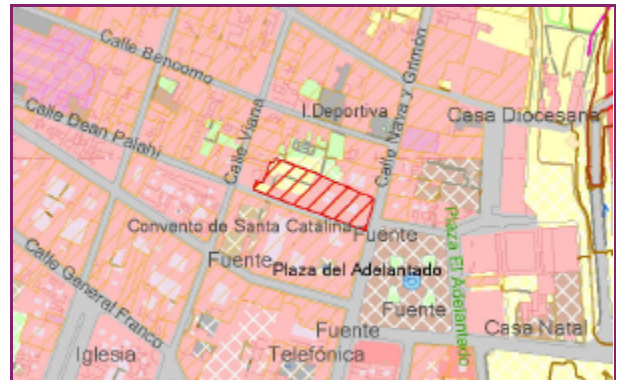 Calle Bencomo
I.Deportiva
Casa Diocesana
Calle Nava y Grimón
Calle Viana
Calle Dean Palahi
Convento de Santa Catalina
Fuente
Fuente
Plaza del Adelantado
Plaza El Adelantado
Fuente
Calle General Franco
Fuente
Casa Natal
Iglesia
Telefónica